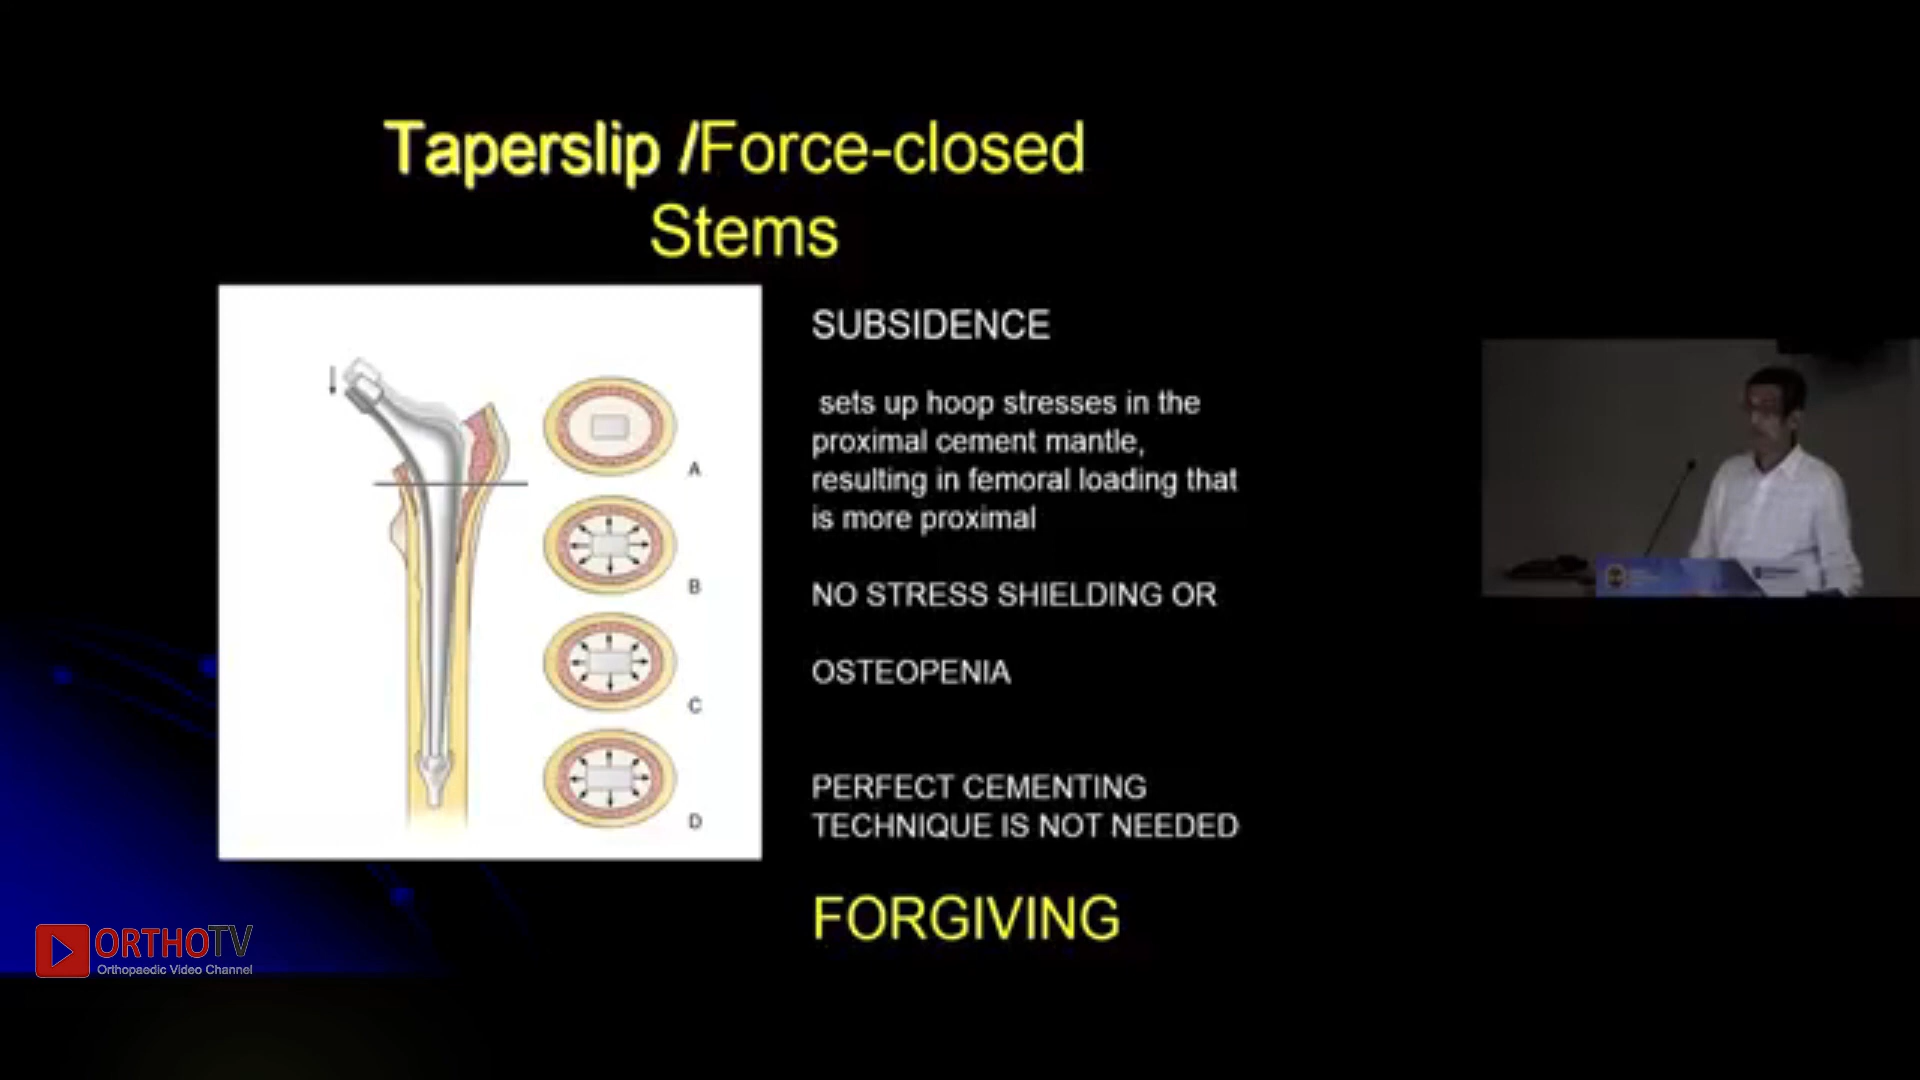 Taperslip /Force-closed
Stems
SUBSIDENCE
sets up hoop stresses in the
proximal cement mantle,
resulting in femoral loading that
is more proximal
NO STRESS SHIELDING OR
OSTEOPENIA
PERFECT CEMENTING
TECHNIQUE IS NOT NEEDED
FORGIVING
A
B
C
D
ORTHOTV
Orthopaedic Video Channel